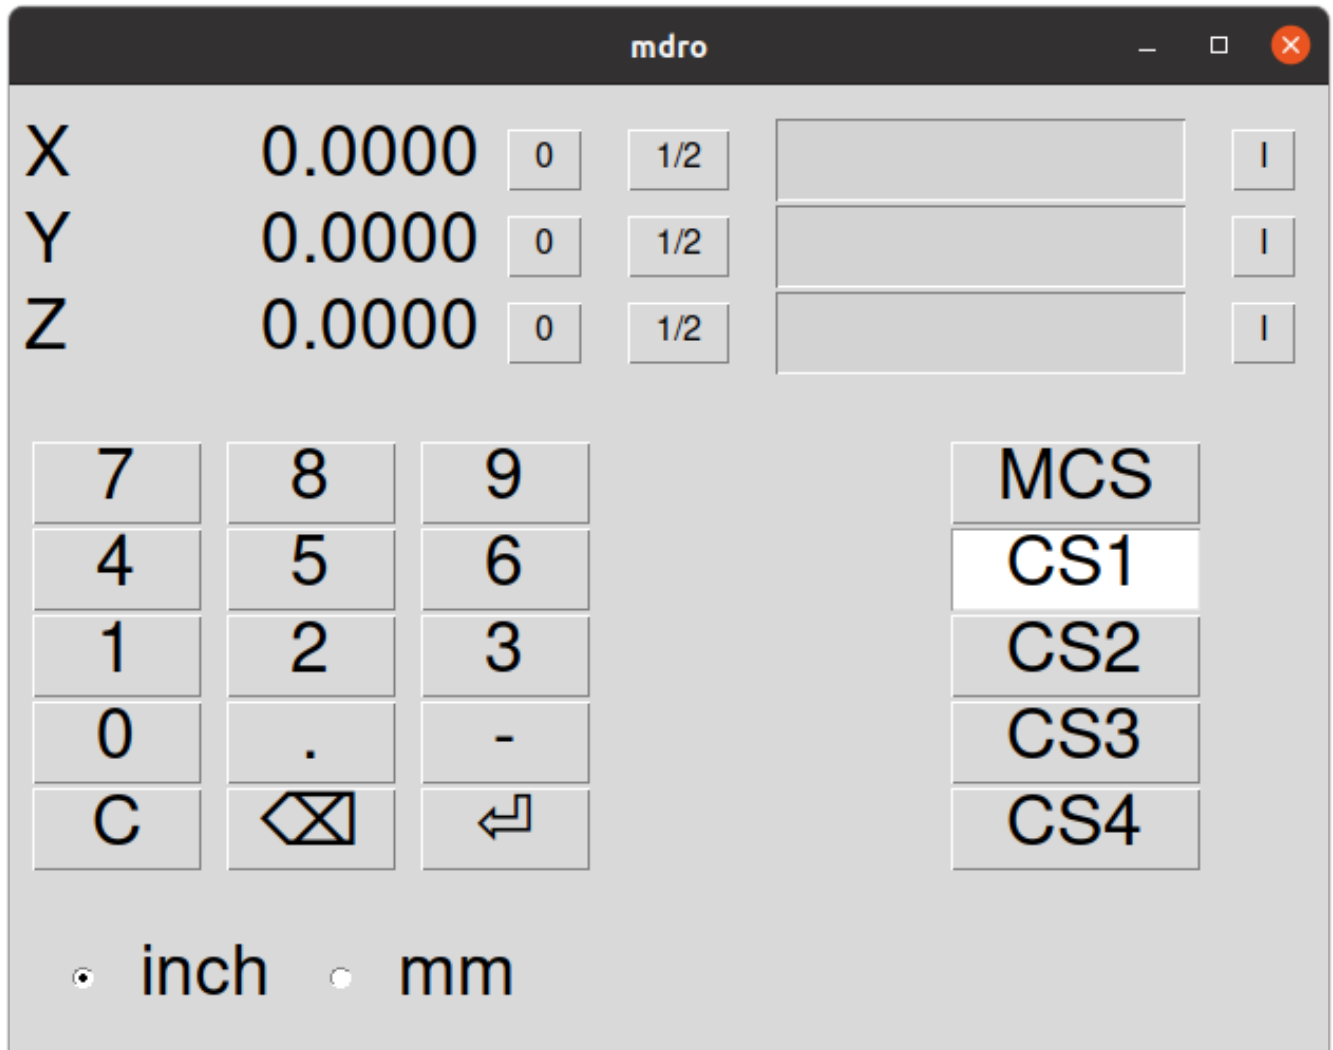 mdro
X 0.0000 0 1/2 I
Y 0.0000 0 1/2 I
Z 0.0000 0 1/2 I
7 8 9 MCS
4 5 6 CS1
1 2 3 CS2
0 . - CS3
C ⌫ ⏎ CS4
inch mm